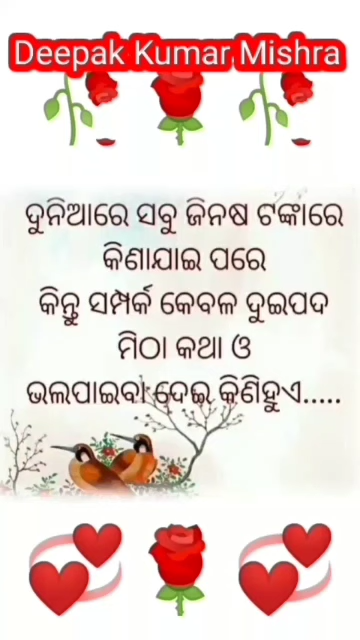 Deepak Kumar Mishra
ଦୁନିଆରେ ସବୁ ଜିନଷ ଟଙ୍କାରେ
କିଣାଯାଇ ପରେ
କିନ୍ତୁ ସମ୍ପର୍କ କେବଳ ଦୁଇପଦ
ମିଠା କଥା ଓ
ଭଲପାଇବା ଦେଇ କିଣିହୁଏ.....